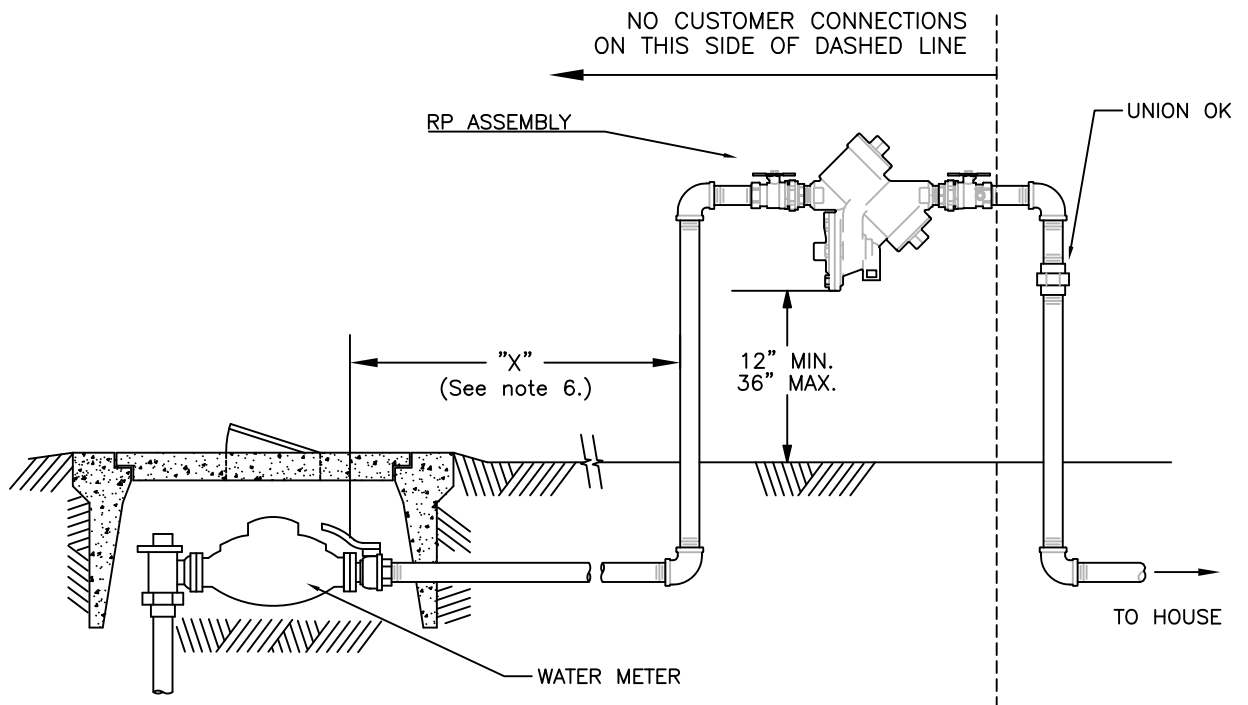 NO CUSTOMER CONNECTIONS
ON THIS SIDE OF DASHED LINE
UNION OK
RP ASSEMBLY
"X"
(See note 6.)
12" MIN.
36" MAX.
TO HOUSE
WATER METER